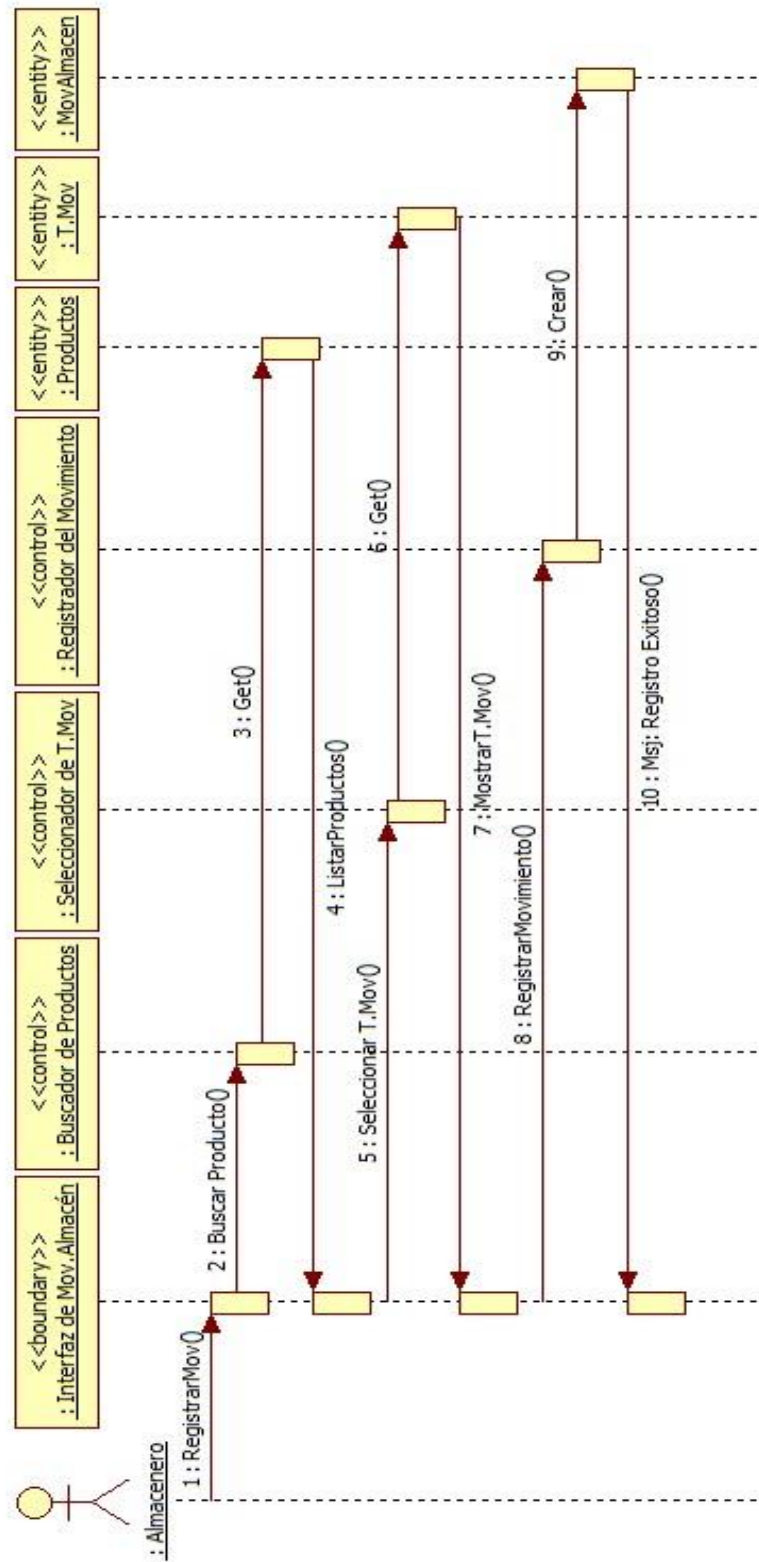 : Almacenero
<<boundary>>
: Interfaz de Mov.Almacén
<<control>>
: Buscador de Productos
<<control>>
: Seleccionador de T.Mov
<<control>>
: Registrador del Movimiento
<<entity>>
: Productos
<<entity>>
: T.Mov
<<entity>>
: MovAlmacen
1 : RegistrarMov()
2 : Buscar Producto()
3 : Get()
4 : ListarProductos()
5 : Seleccionar T.Mov()
6 : Get()
7 : MostrarT.Mov()
8 : RegistrarMovimiento()
9 : Crear()
10 : Msj: Registro Exitoso()